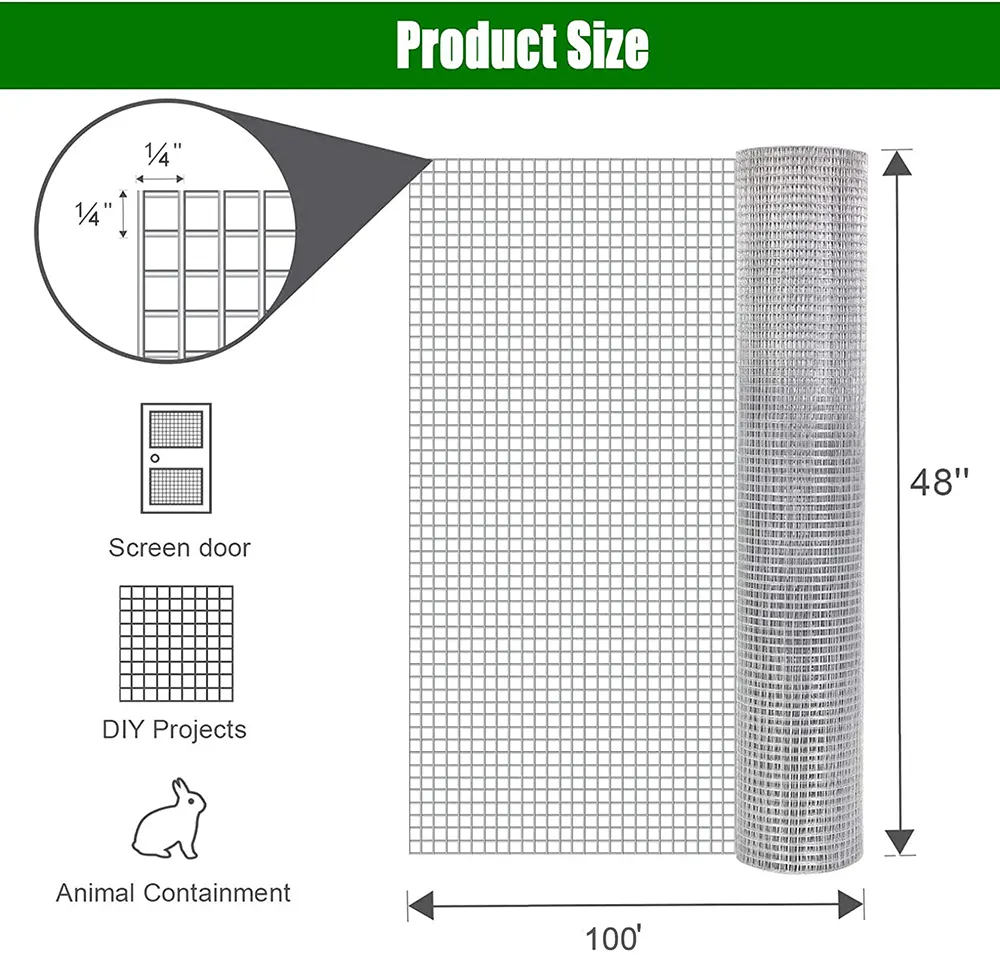 Product Size
¼"
¼"
48"
Screen door
DIY Projects
Animal Containment
100'